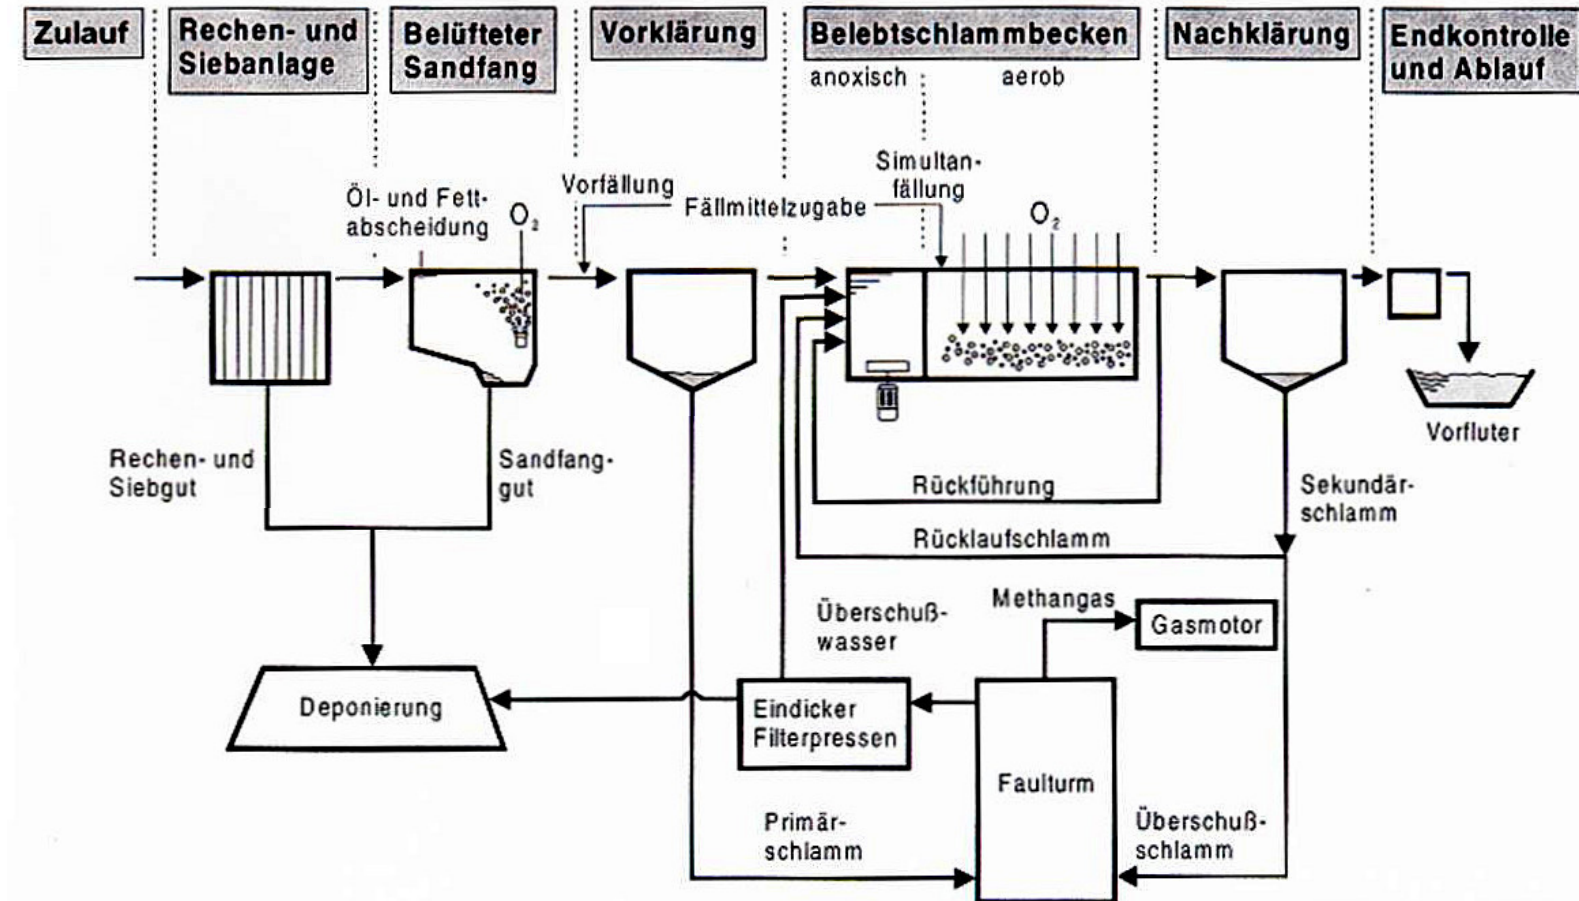 Zulauf
Rechen- und
Siebanlage
Belüfteter
Sandfang
Vorklärung
Belebtschlammbecken
anoxisch
aerob
Nachklärung
Endkontrolle
und Ablauf
Öl- und Fett-
abscheidung
O₂
Vorfällung
Fällmittelzugabe
Simultan-
fällung
O₂
Rechen- und
Siebgut
Sandfang-
gut
Vorfluter
Rückführung
Sekundär-
schlamm
Rücklaufschlamm
Methangas
Gasmotor
Überschuß-
wasser
Deponierung
Eindicker
Filterpressen
Faulturm
Primär-
schlamm
Überschuß-
schlamm